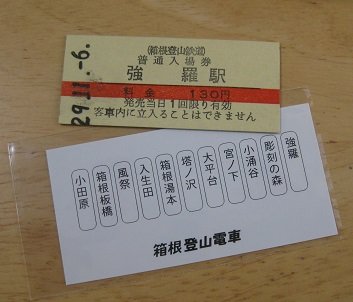 (箱根登山鉄道)
普通入場券
強羅駅
料金 130円
発売当日1回限り有効
客車内に立入ることはできません
29.11.-6.
小田原
箱根板橋
風祭
入生田
箱根湯本
塔ノ沢
大平台
宮ノ下
小涌谷
彫刻の森
強羅
箱根登山電車